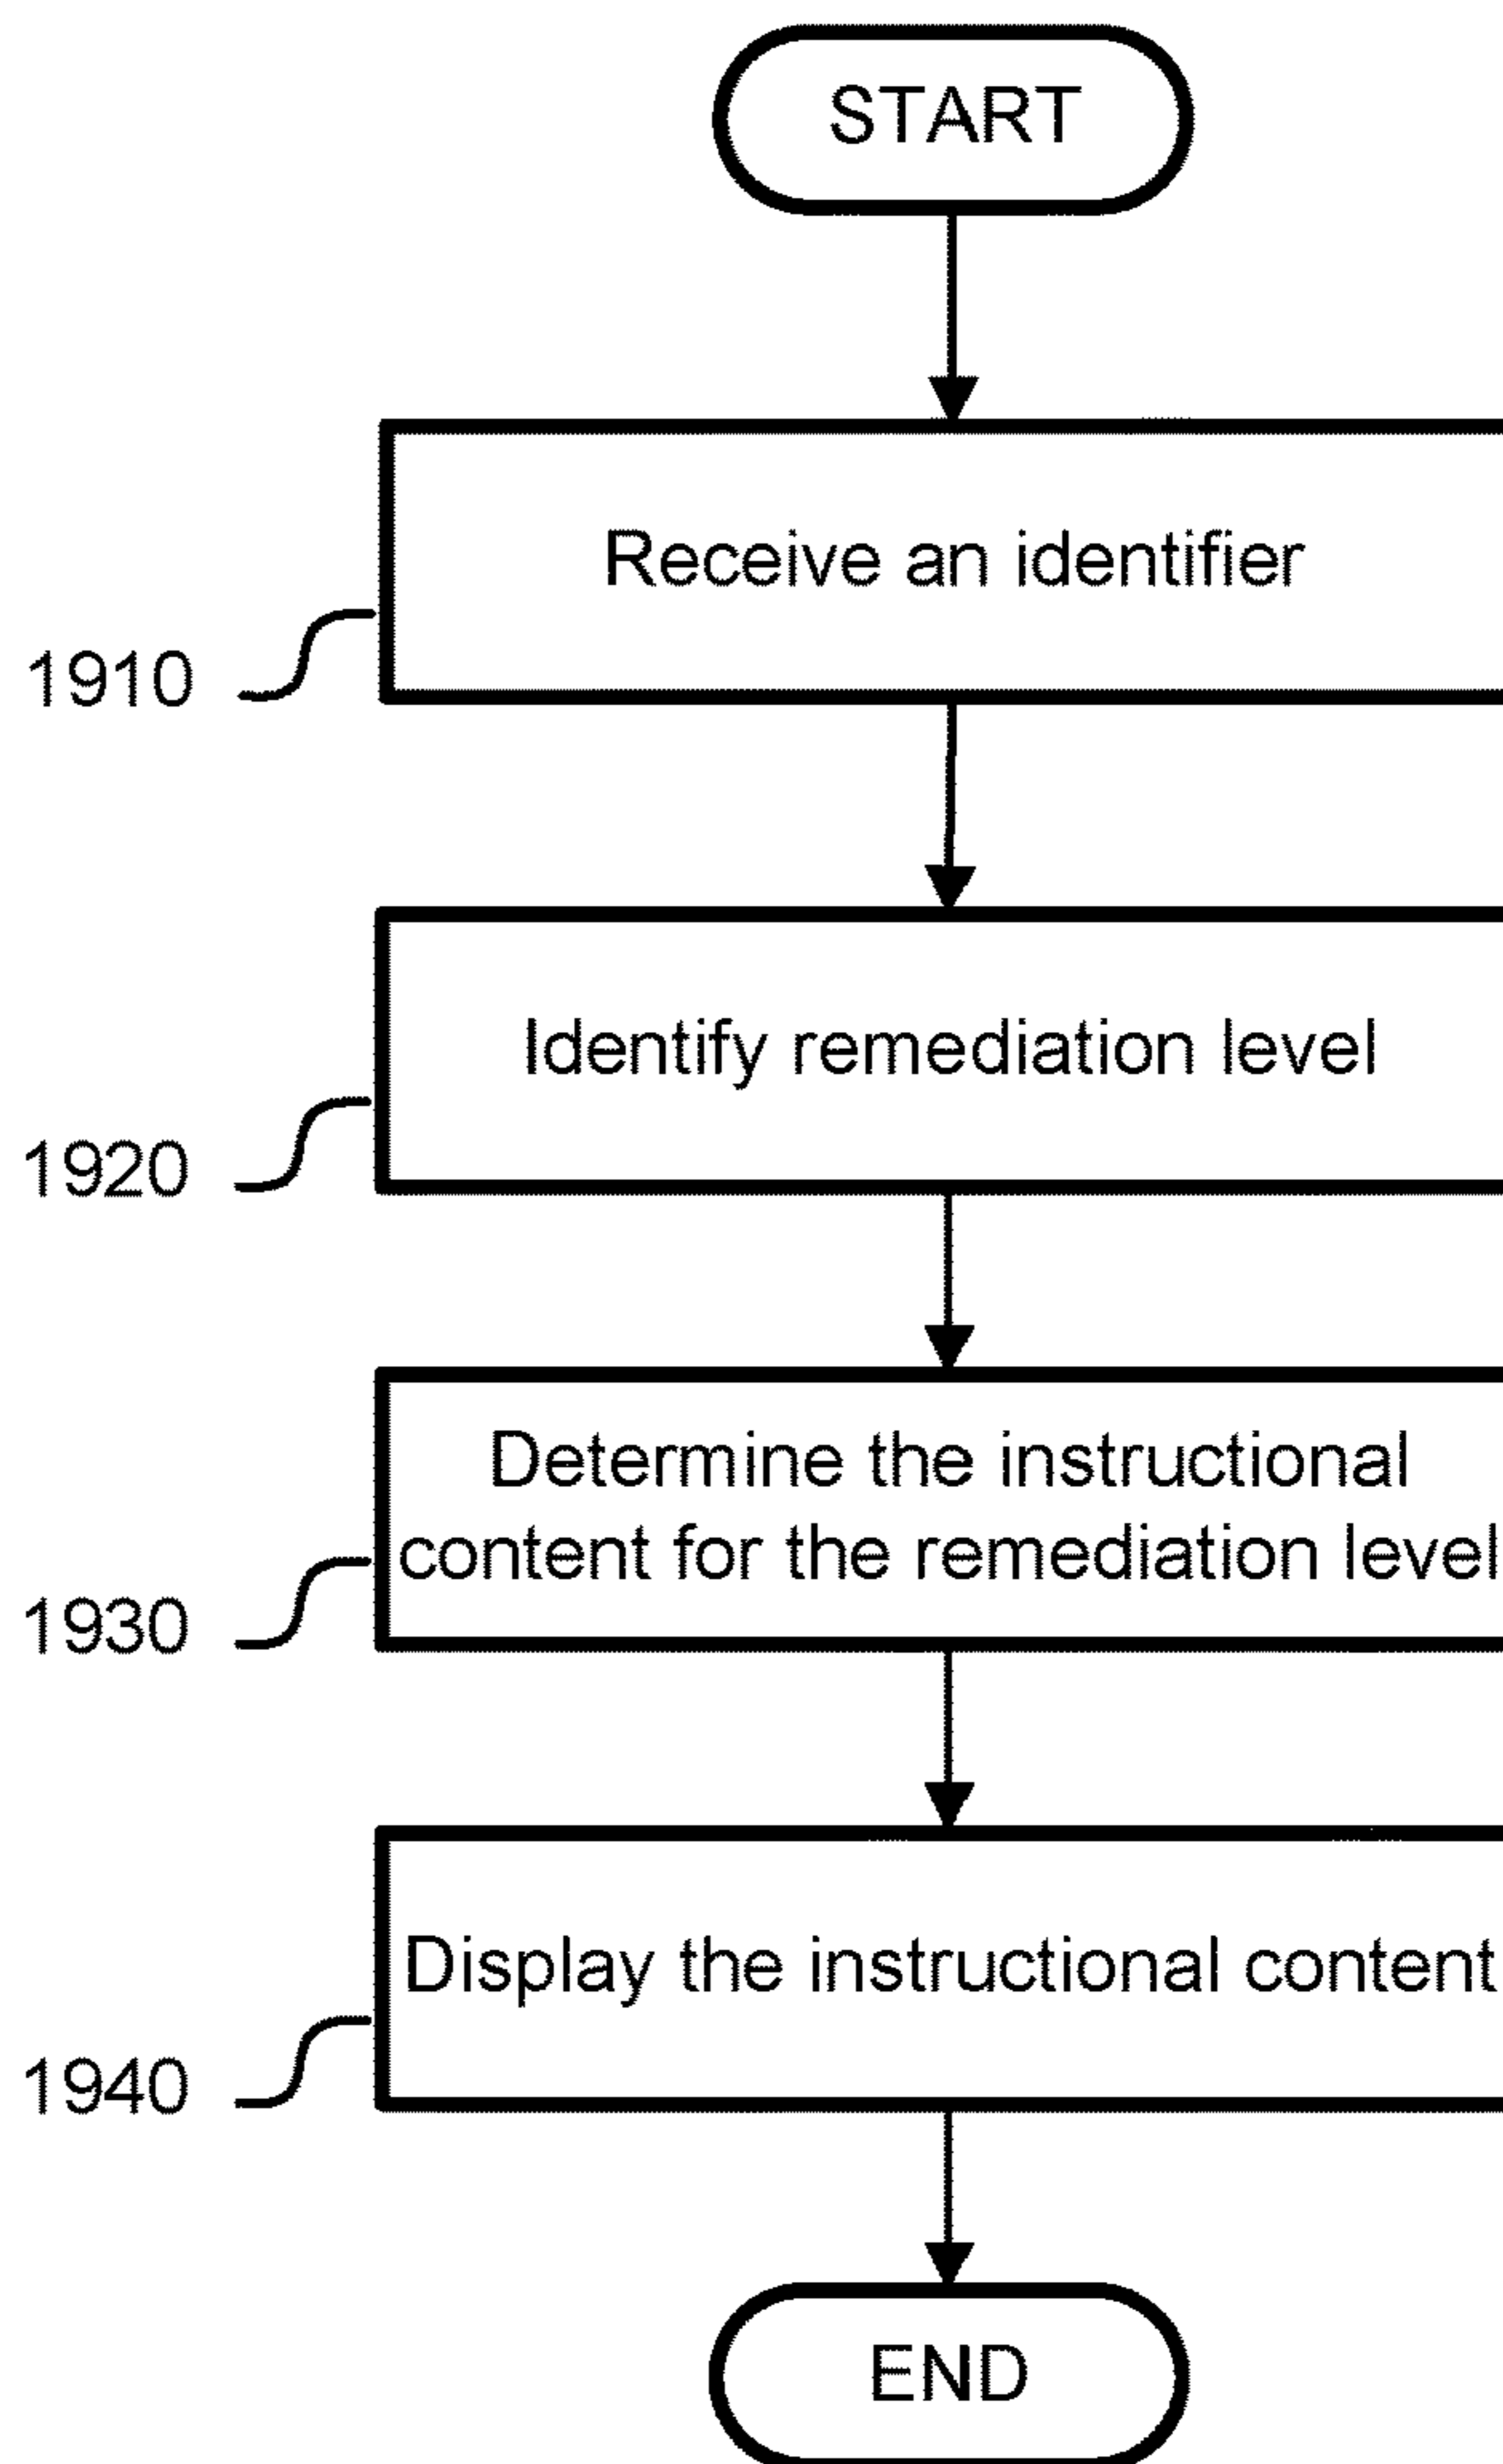 START
Receive an identifier
1910
Identify remediation level
1920
Determine the instructional
content for the remediation level
1930
Display the instructional content
1940
END